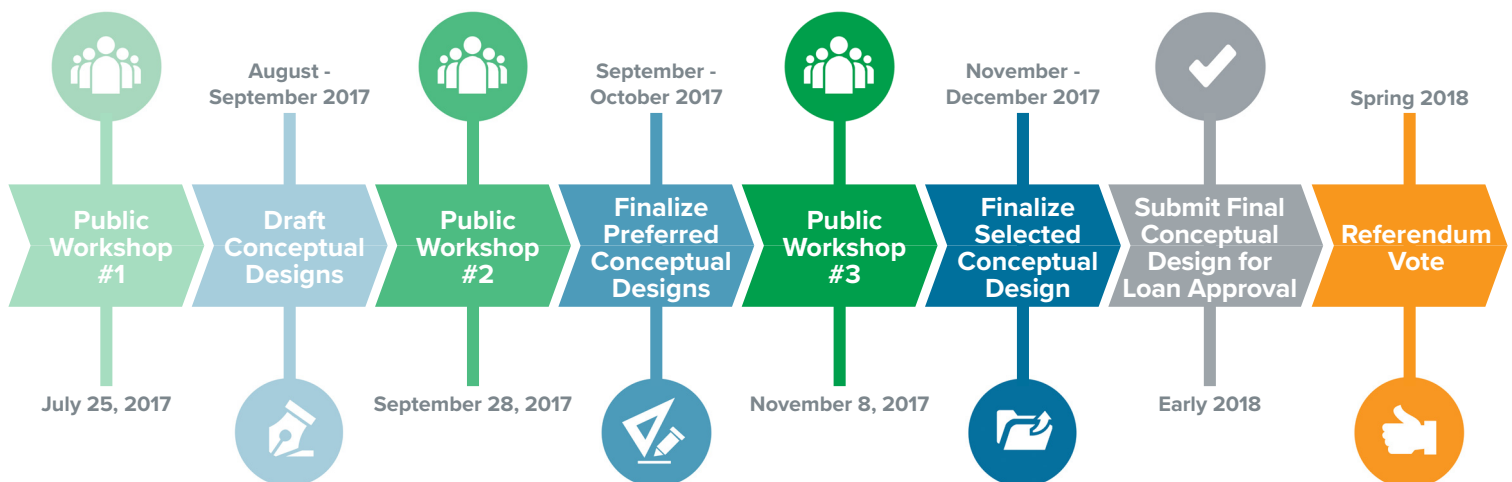 August -
September 2017
September -
October 2017
November -
December 2017
Spring 2018
Public
Workshop
#1
Draft
Conceptual
Designs
Public
Workshop
#2
Finalize
Preferred
Conceptual
Designs
Public
Workshop
#3
Finalize
Selected
Conceptual
Design
Submit Final
Conceptual
Design for
Loan Approval
Referendum
Vote
July 25, 2017
September 28, 2017
November 8, 2017
Early 2018